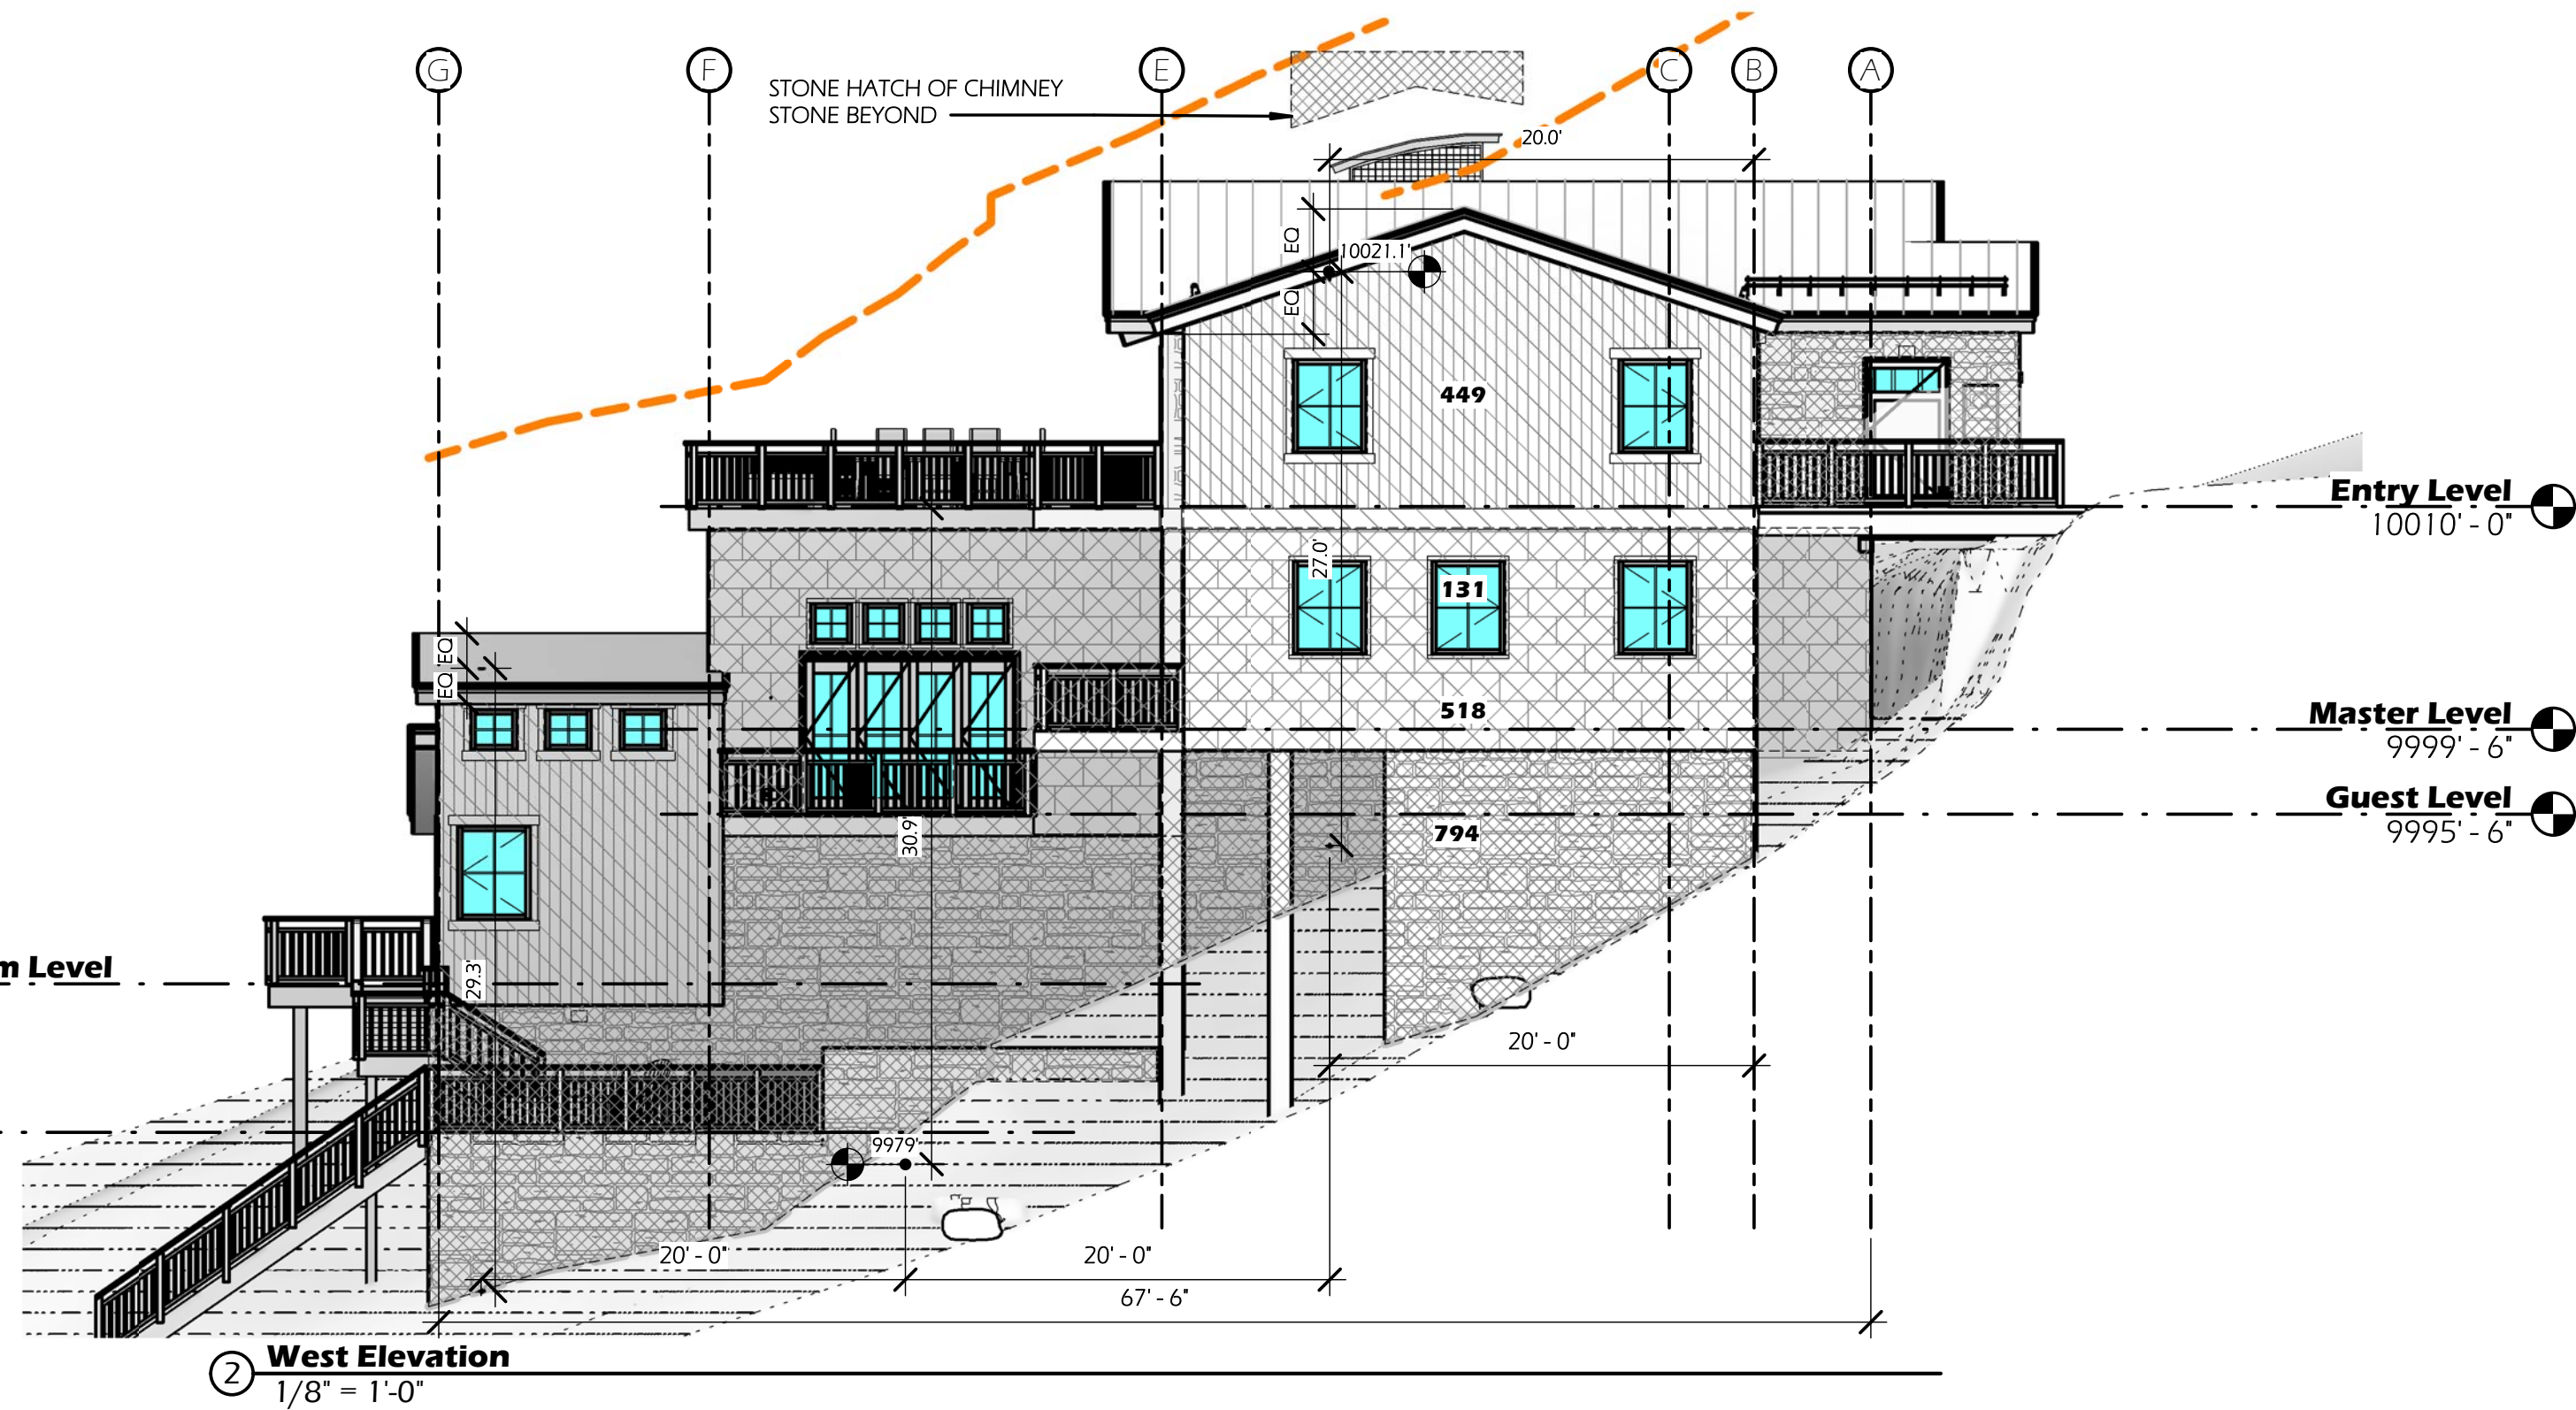 G
F
E
C
B
A
STONE HATCH OF CHIMNEY
STONE BEYOND
20.0'
EQ
10021.1'
EQ
449
Entry Level
10010' - 0"
27.0'
131
EQ
EQ
518
Master Level
9999' - 6"
Guest Level
9995' - 6"
30.9'
794
m Level
29.3'
20' - 0"
9979'
20' - 0"
20' - 0"
67' - 6"
2
West Elevation
1/8" = 1'-0"